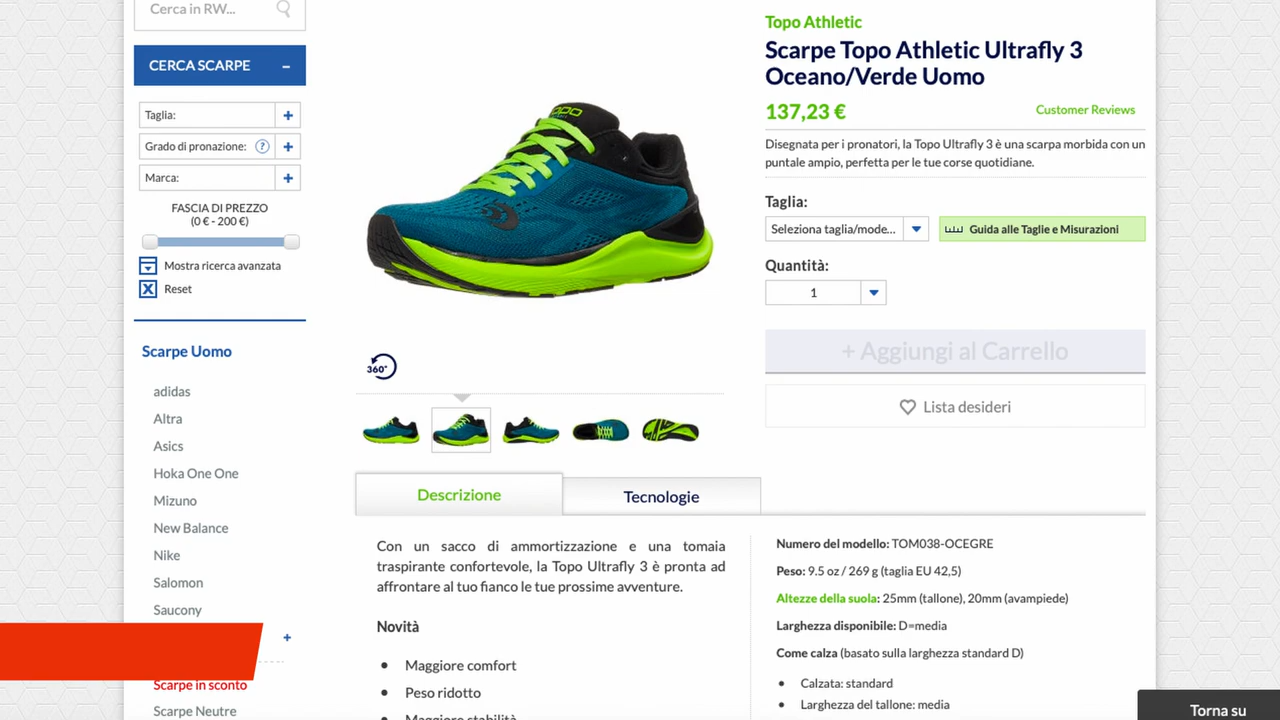 Cerca in RW...
CERCA SCARPE –
Taglia: +
Grado di pronazione: ? +
Marca: +
FASCIA DI PREZZO
(0 € - 200 €)
Mostra ricerca avanzata
Reset
Scarpe Uomo
adidas
Altra
Asics
Hoka One One
Mizuno
New Balance
Nike
Salomon
Saucony
+
Scarpe in sconto
Scarpe Neutre
360°
Topo Athletic
Scarpe Topo Athletic Ultrafly 3
Oceano/Verde Uomo
137,23 €
Customer Reviews
Disegnata per i pronatori, la Topo Ultrafly 3 è una scarpa morbida con un
puntale ampio, perfetta per le tue corse quotidiane.
Taglia:
Seleziona taglia/mode...
Guida alle Taglie e Misurazioni
Quantità:
1
+ Aggiungi al Carrello
Lista desideri
Descrizione
Tecnologie
Con un sacco di ammortizzazione e una tomaia
traspirante confortevole, la Topo Ultrafly 3 è pronta ad
affrontare al tuo fianco le tue prossime avventure.
Novità
• Maggiore comfort
• Peso ridotto
• Maggiore stabilità
Numero del modello: TOM038-OCEGRE
Peso: 9.5 oz / 269 g (taglia EU 42,5)
Altezze della suola: 25mm (tallone), 20mm (avampiede)
Larghezza disponibile: D=media
Come calza (basato sulla larghezza standard D)
• Calzata: standard
• Larghezza del tallone: media
Torna su